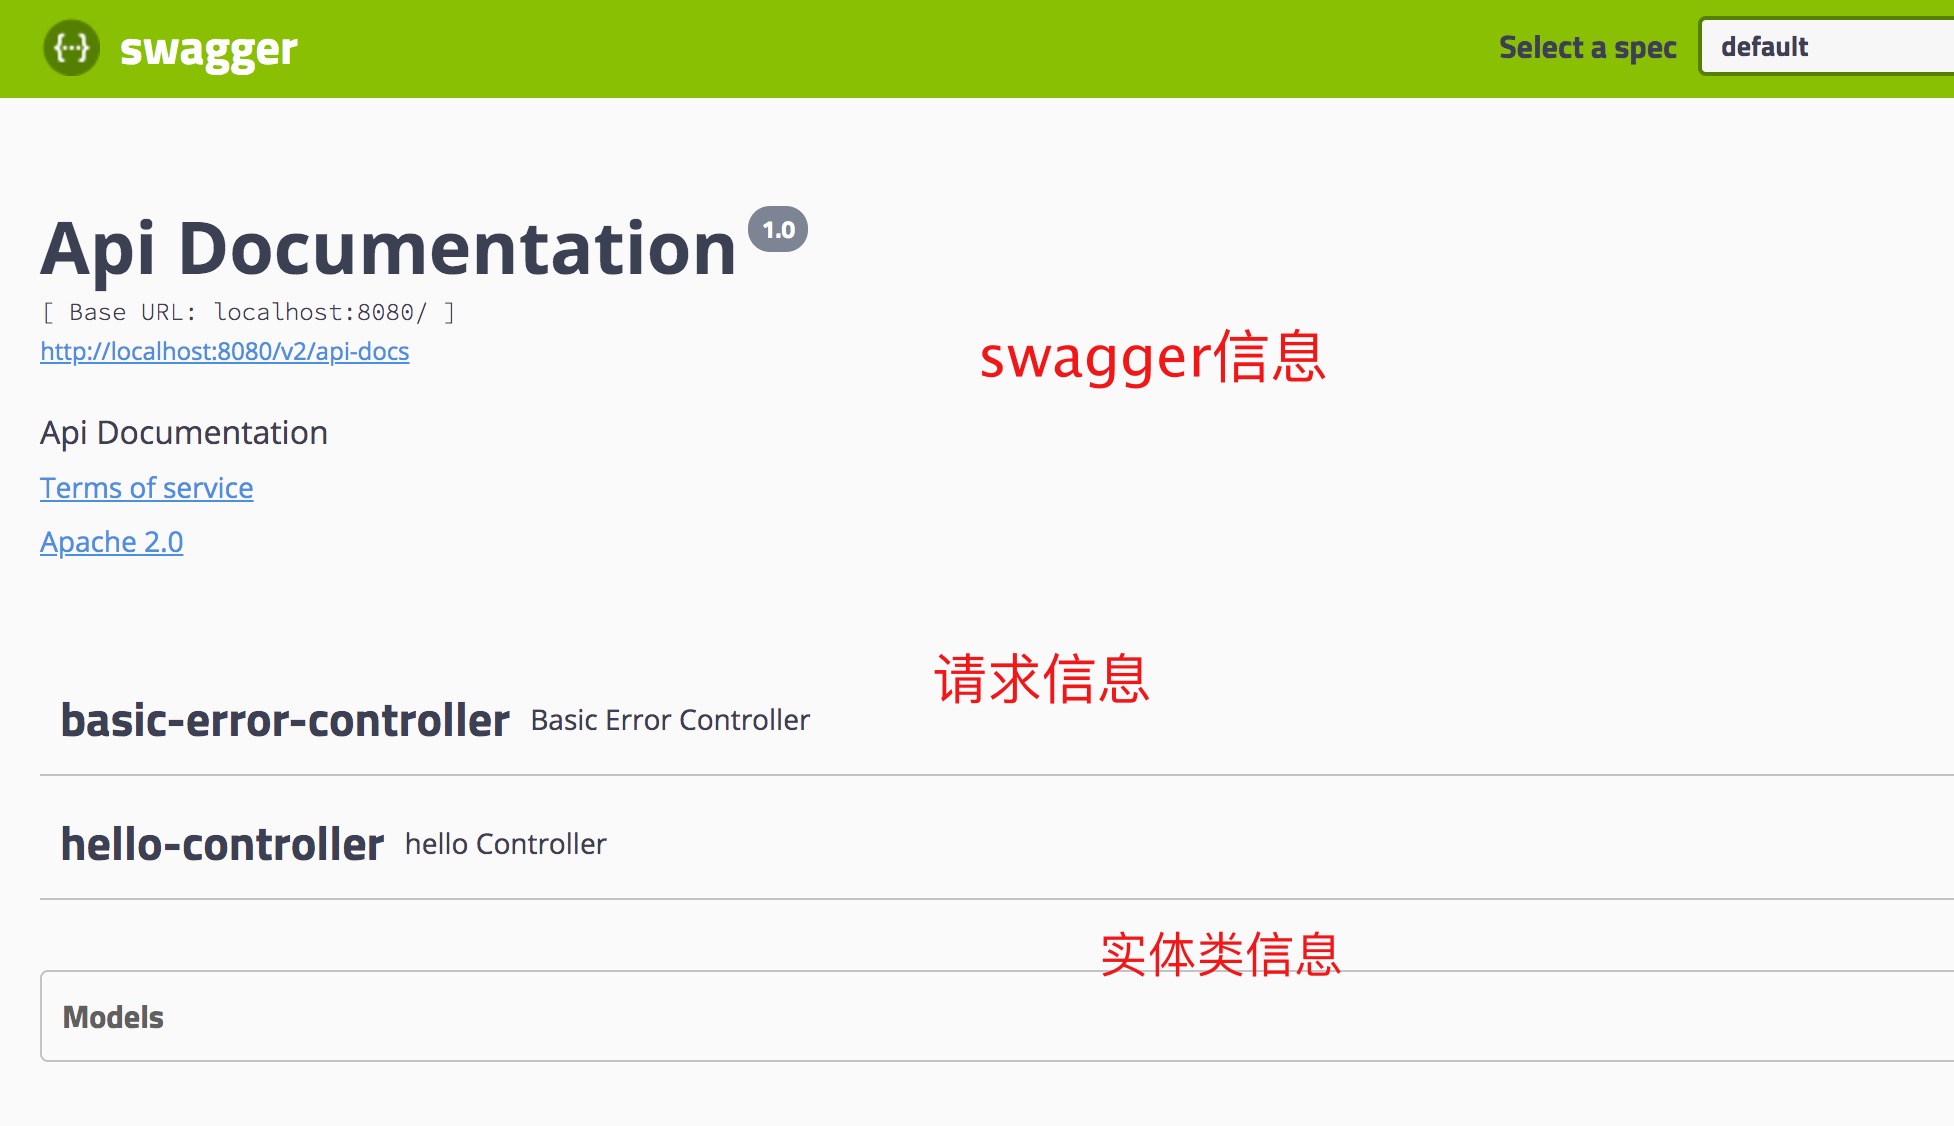 {···} swagger Select a spec default
Api Documentation 1.0
[ Base URL: localhost:8080/ ]
http://localhost:8080/v2/api-docs
swagger信息
Api Documentation
Terms of service
Apache 2.0
请求信息
basic-error-controller Basic Error Controller
hello-controller hello Controller
实体类信息
Models